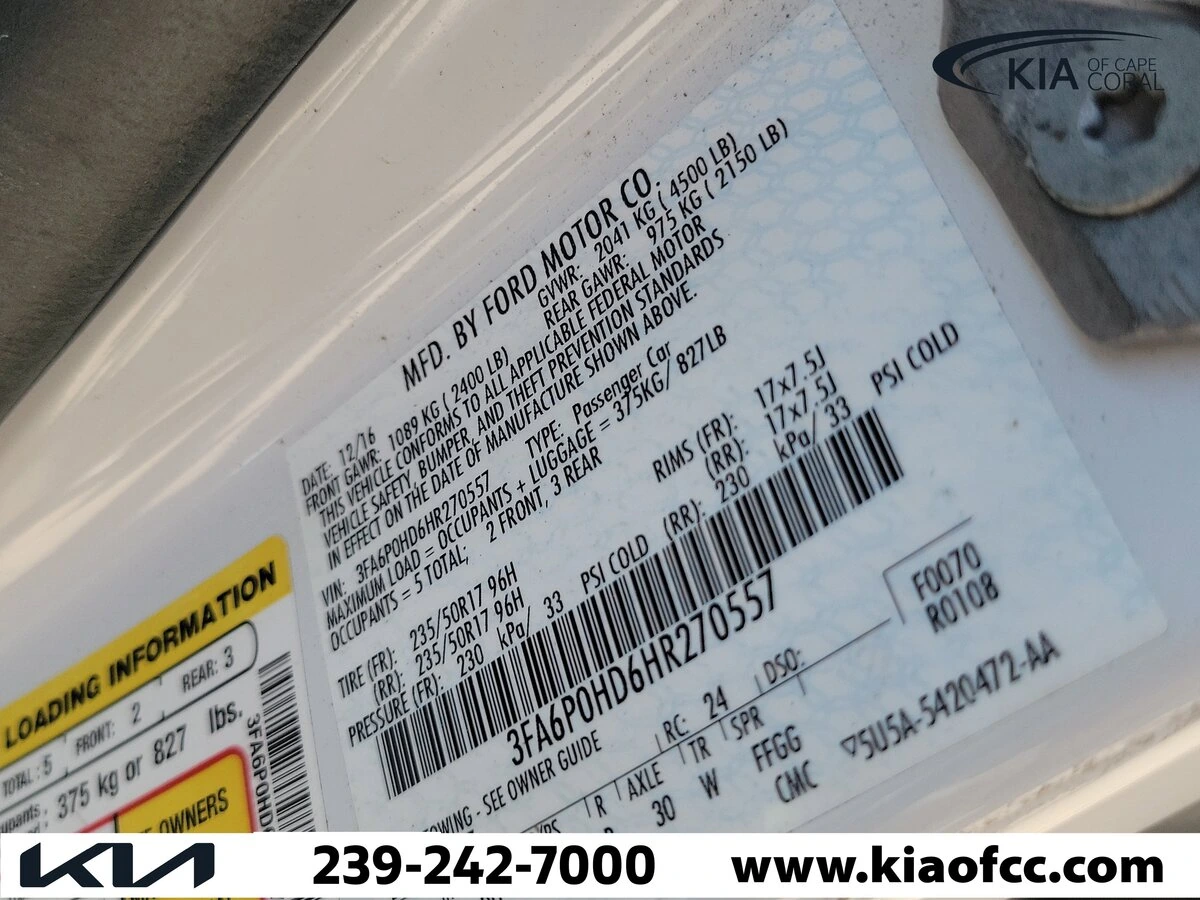 KIA OF CAPE CORAL
MFD. BY FORD MOTOR CO.
DATE: 12/16 GVWR: 2041 KG ( 4500 LB)
FRONT GAWR: 1089 KG ( 2400 LB) REAR GAWR: 975 KG ( 2150 LB)
THIS VEHICLE CONFORMS TO ALL APPLICABLE FEDERAL MOTOR
VEHICLE SAFETY, BUMPER, AND THEFT PREVENTION STANDARDS
IN EFFECT ON THE DATE OF MANUFACTURE SHOWN ABOVE.
VIN: 3FA6P0HD6HR270557 TYPE: Passenger Car
MAXIMUM LOAD = OCCUPANTS + LUGGAGE = 375KG/ 827LB
OCCUPANTS = 5 TOTAL; 2 FRONT, 3 REAR
TIRE (FR): 235/50R17 96H RIMS (FR): 17x7.5J
(RR): 235/50R17 96H (RR): 17x7.5J
PRESSURE (FR): 230 kPa/ 33 PSI COLD (RR): 230 kPa/ 33 PSI COLD
3FA6P0HD6HR270557
TOWING - SEE OWNER GUIDE
RC: 24 DSO:
F0070
R0108
R AXLE TR SPR
30 W FFGG
CMC
5U5A-5420472-AA
LOADING INFORMATION
TOTAL: 5 FRONT: 2 REAR: 3
375 kg or 827 lbs.
OWNERS
3FA6P0HD
KIA 239-242-7000 www.kiaofcc.com